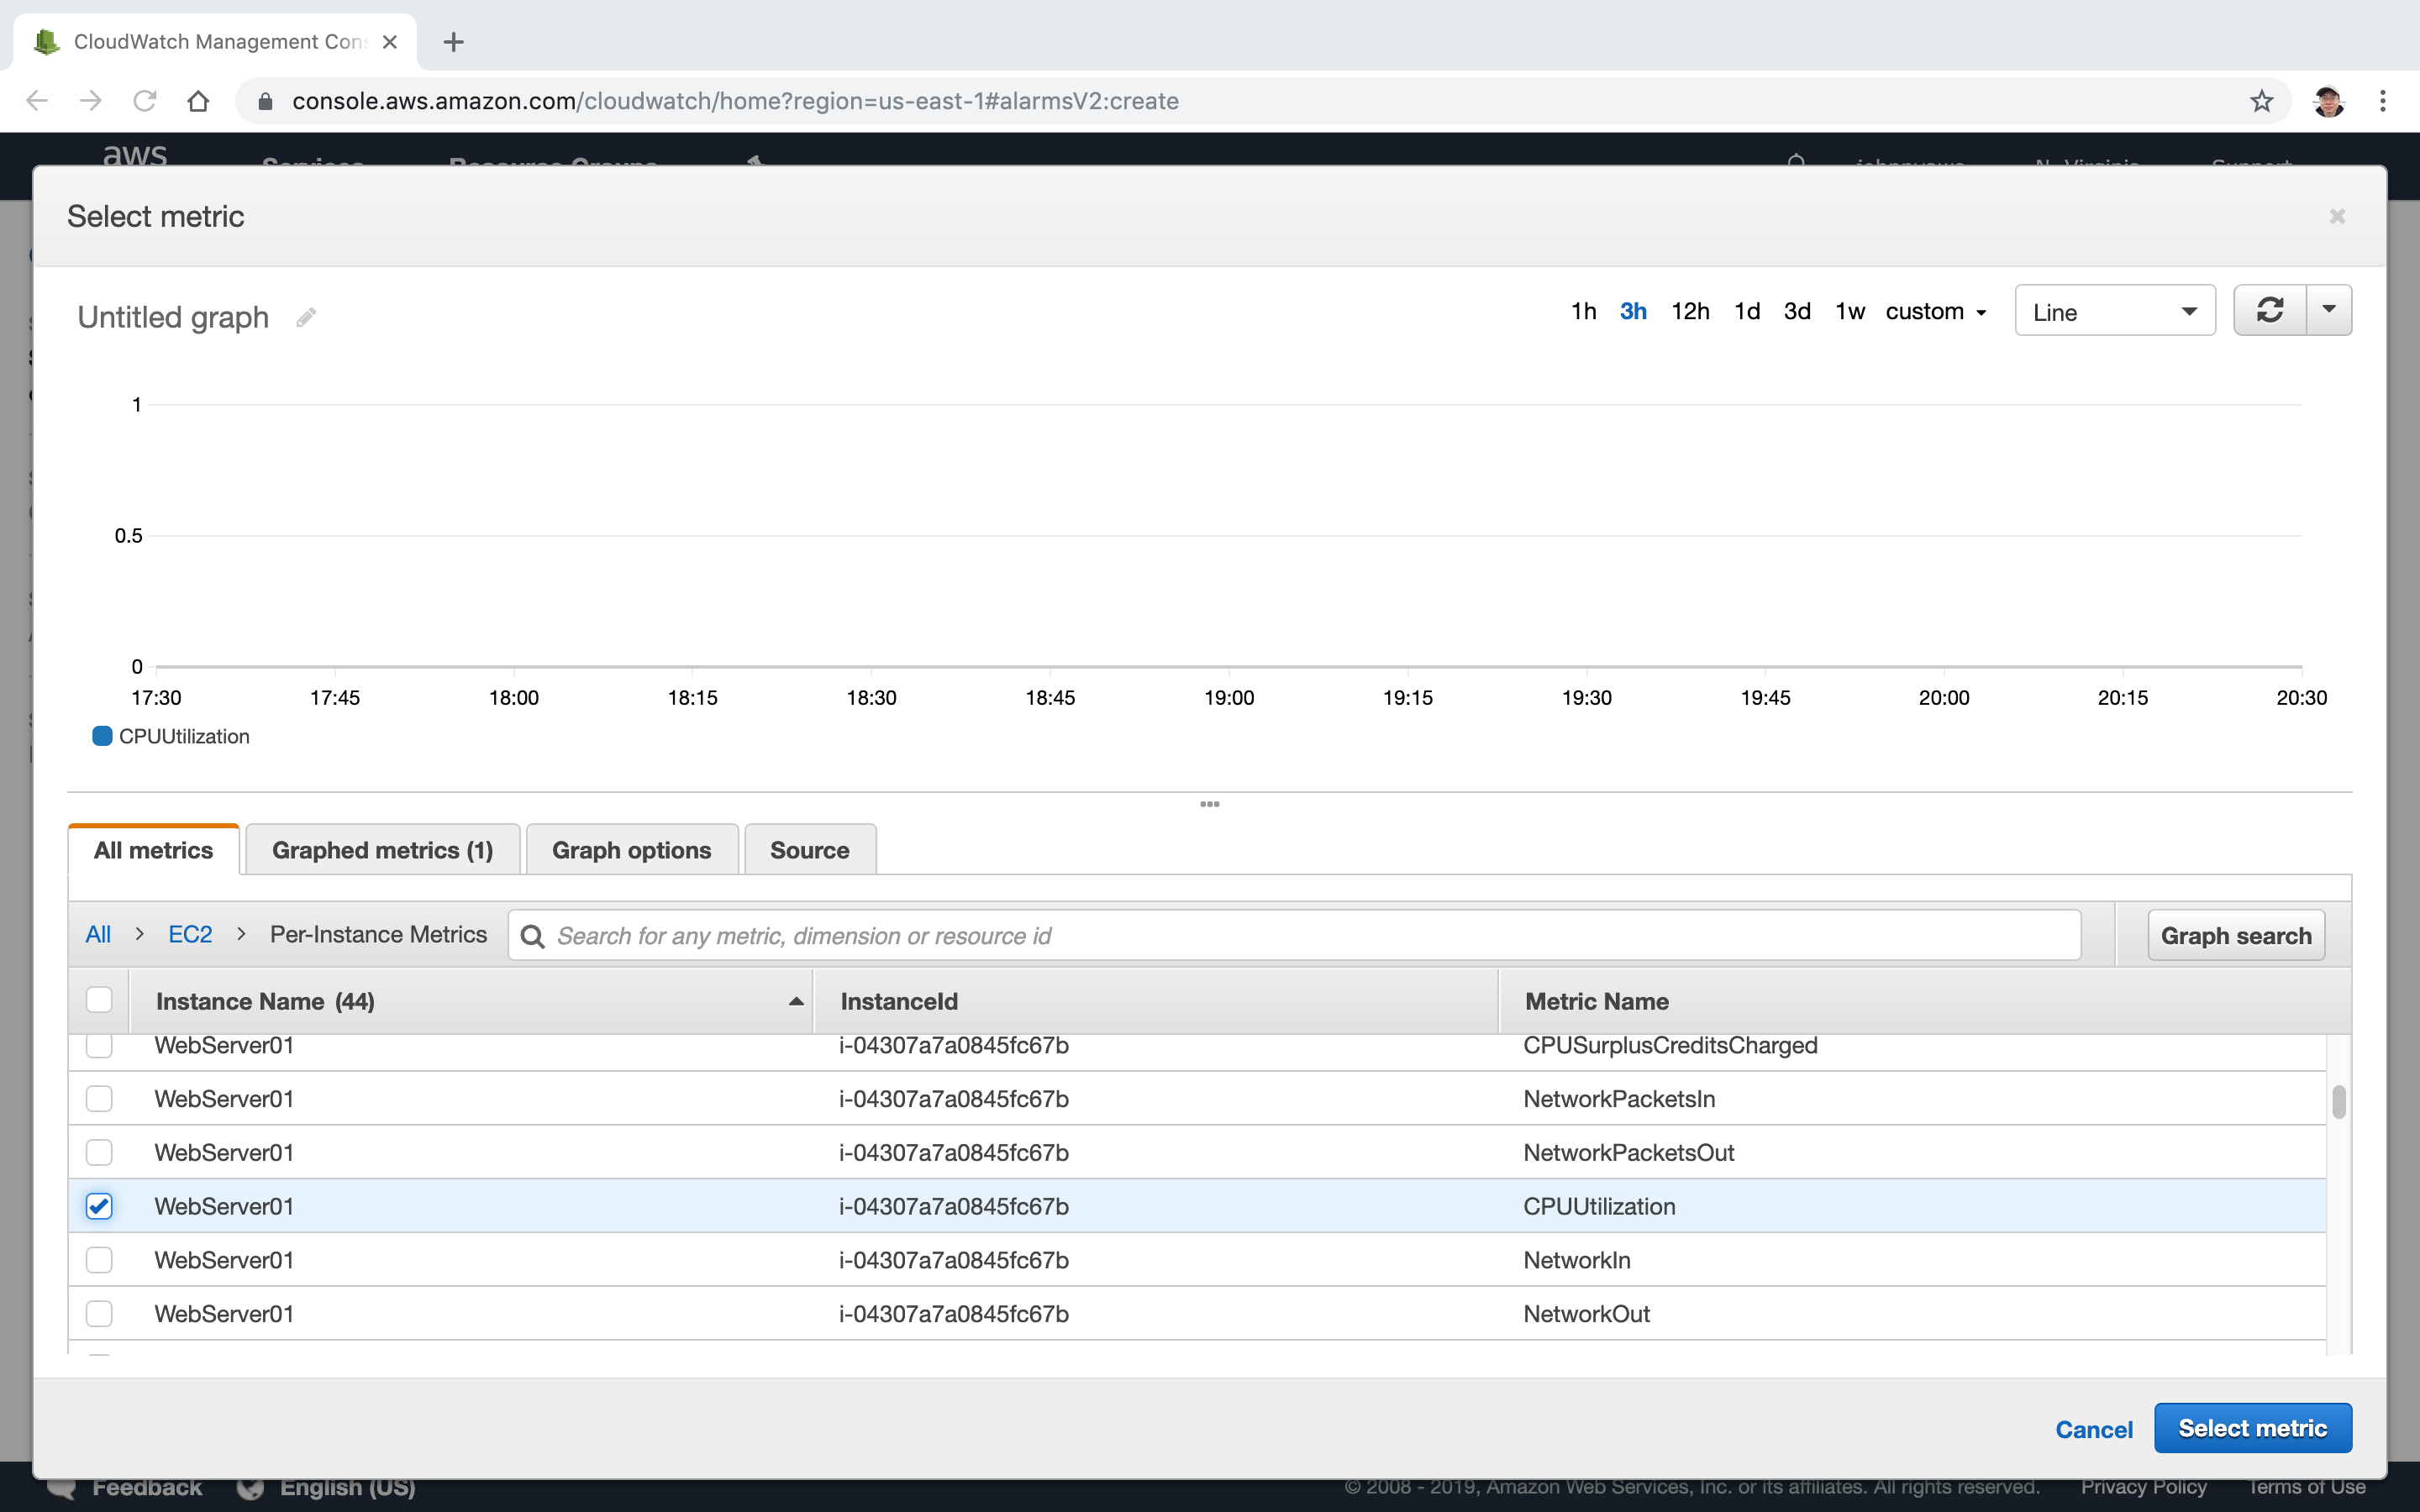 CloudWatch Management Con
console.aws.amazon.com/cloudwatch/home?region=us-east-1#alarmsV2:create
aws Services Resource Groups N. Virginia Support
Select metric
Untitled graph
1h 3h 12h 1d 3d 1w custom Line
1
0.5
0
17:30 17:45 18:00 18:15 18:30 18:45 19:00 19:15 19:30 19:45 20:00 20:15 20:30
CPUUtilization
All metrics Graphed metrics (1) Graph options Source
All > EC2 > Per-Instance Metrics Search for any metric, dimension or resource id Graph search
Instance Name (44) InstanceId Metric Name
WebServer01 i-04307a7a0845fc67b CPUSurplusCreditsCharged
WebServer01 i-04307a7a0845fc67b NetworkPacketsIn
WebServer01 i-04307a7a0845fc67b NetworkPacketsOut
WebServer01 i-04307a7a0845fc67b CPUUtilization
WebServer01 i-04307a7a0845fc67b NetworkIn
WebServer01 i-04307a7a0845fc67b NetworkOut
Cancel Select metric
Feedback English (US) © 2008 - 2019, Amazon Web Services, Inc. or its affiliates. All rights reserved. Privacy Policy Terms of Use